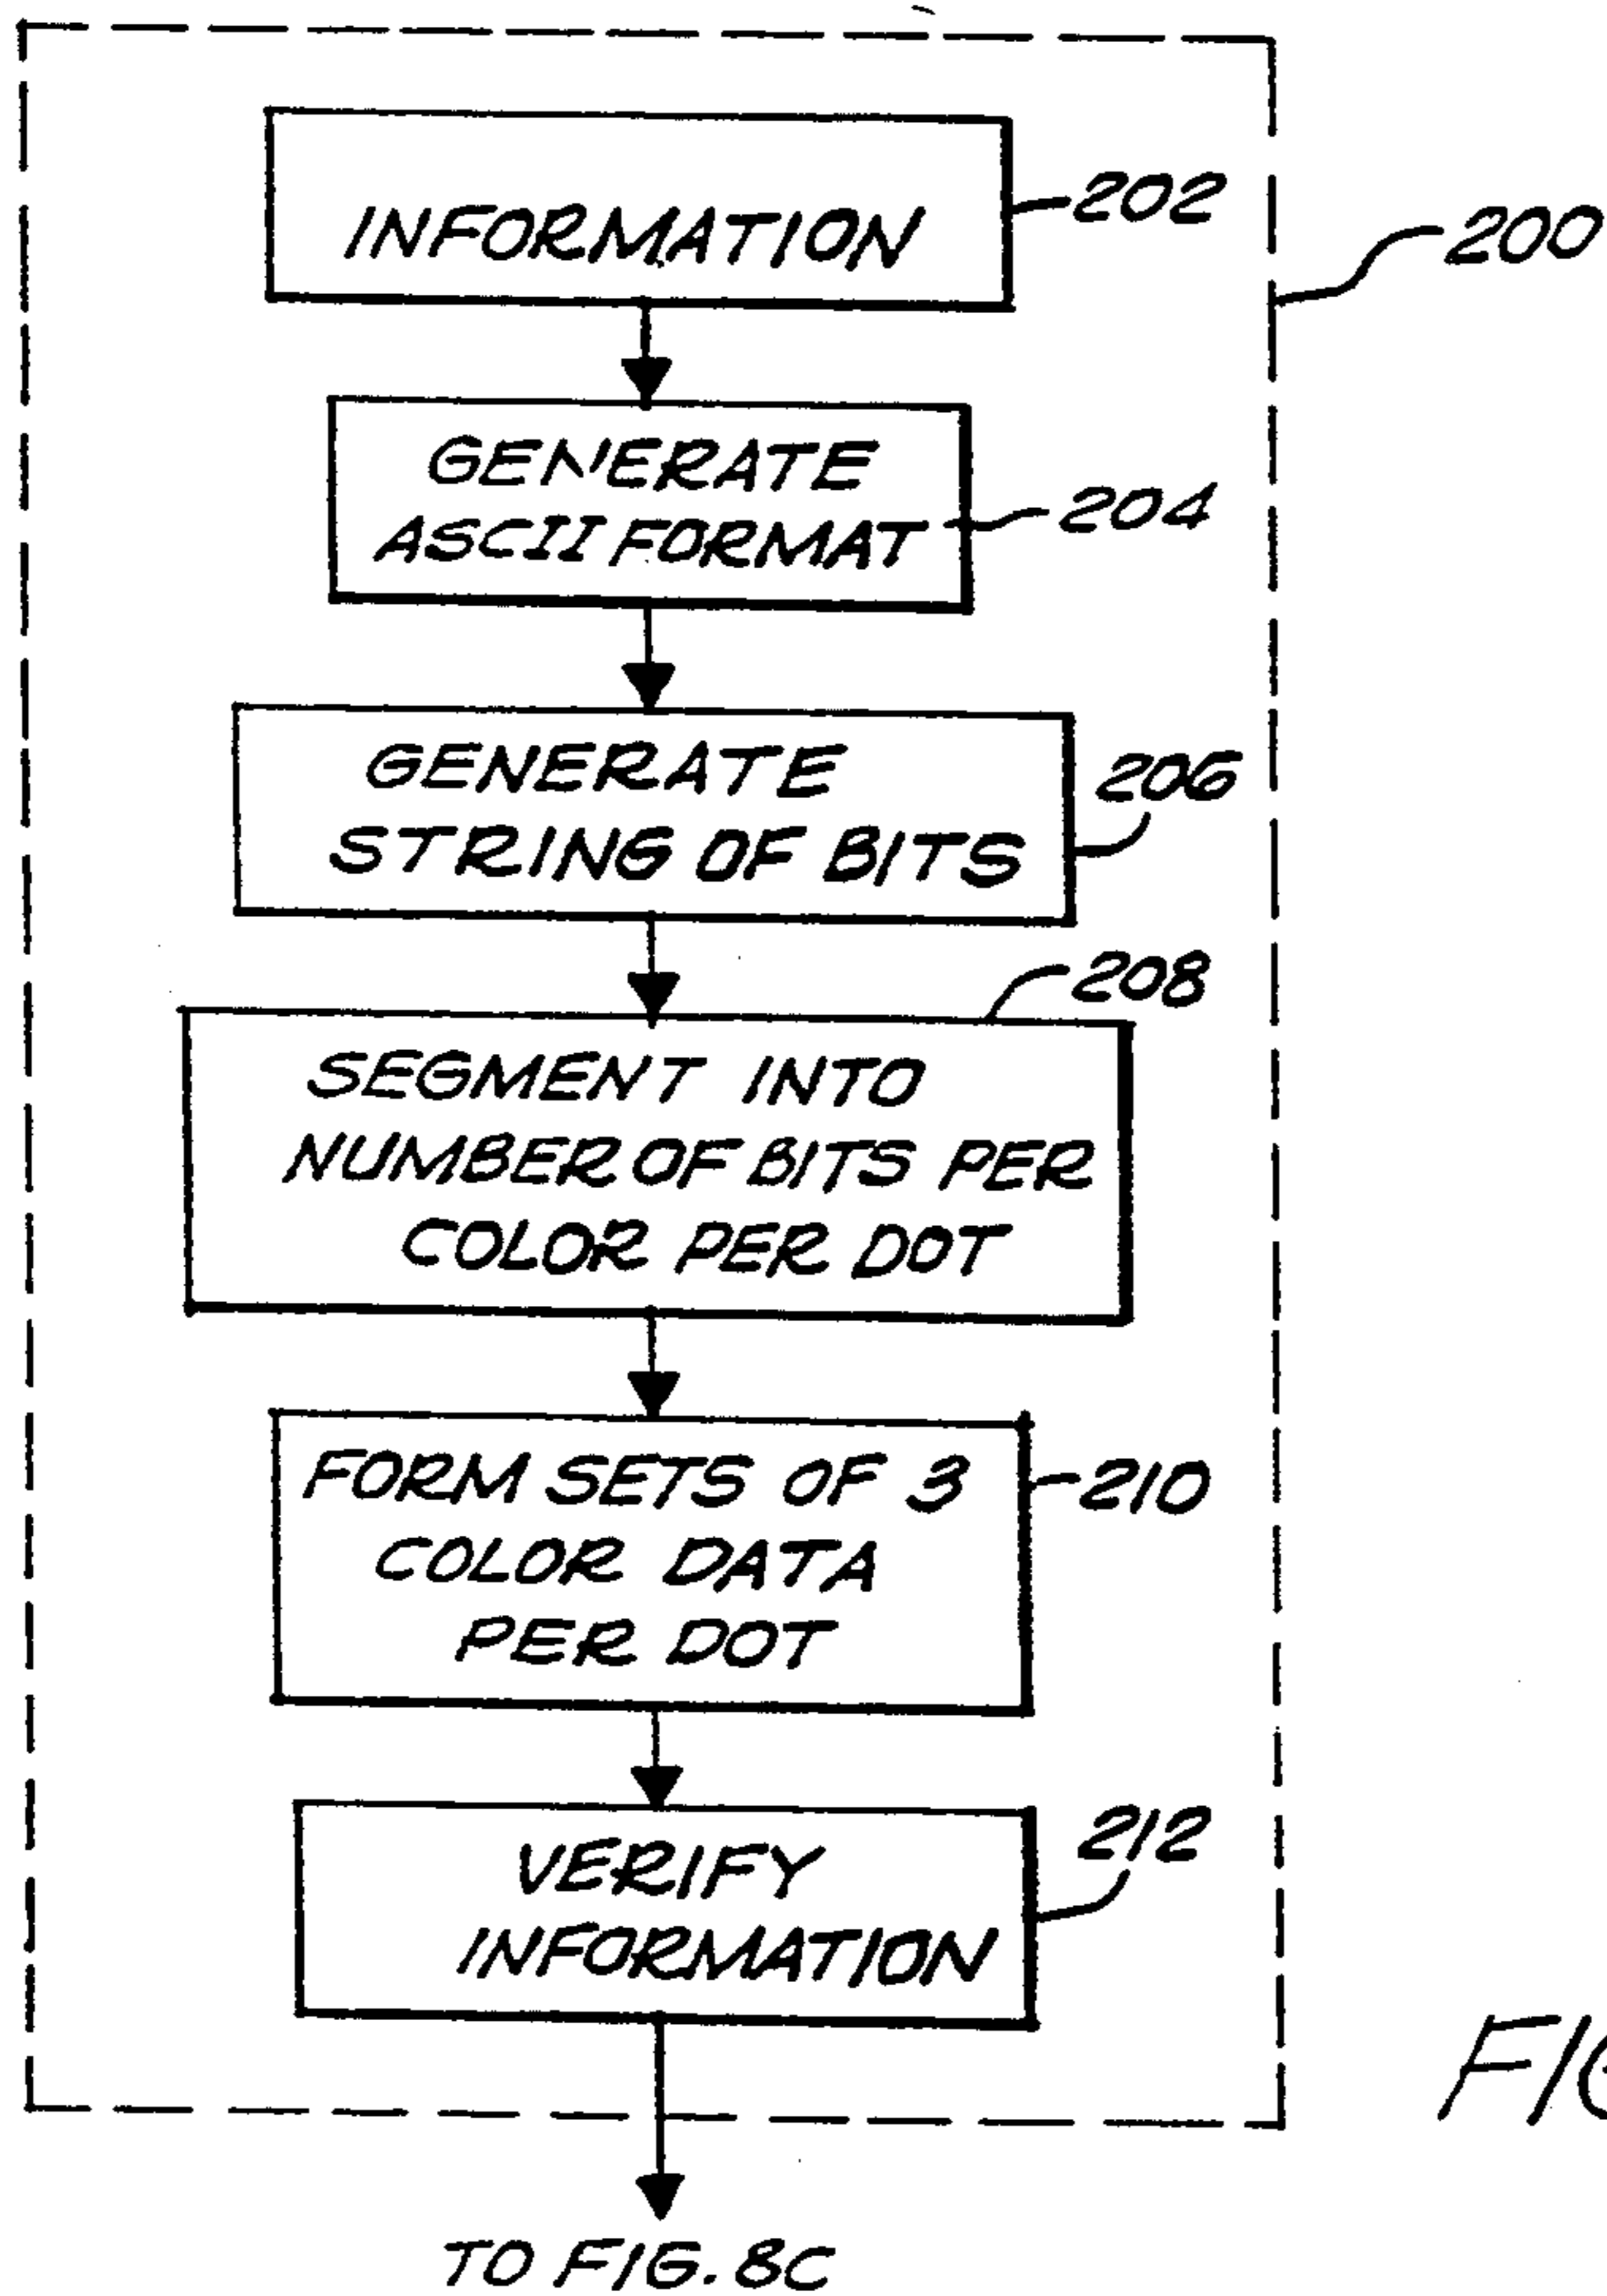 INFORMATION
202
200
GENERATE
ASCII FORMAT
204
GENERATE
STRING OF BITS
206
208
SEGMENT INTO
NUMBER OF BITS PER
COLOR PER DOT
FORM SETS OF 3
COLOR DATA
PER DOT
210
VERIFY
INFORMATION
212
TO FIG. 8C